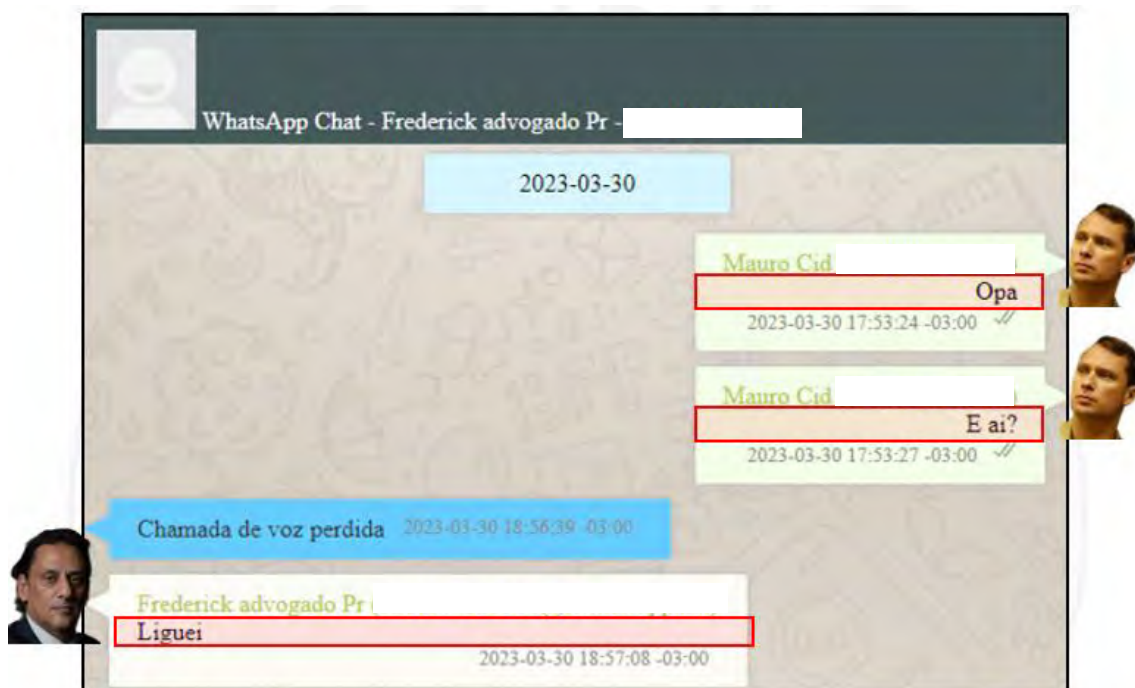 WhatsApp Chat - Frederick advogado Pr -
2023-03-30
Mauro Cid
Opa
2023-03-30 17:53:24 -03:00
Mauro Cid
E ai?
2023-03-30 17:53:27 -03:00
Chamada de voz perdida 2023-03-30 18:56:39 -03:00
Frederick advogado Pr
Liguei
2023-03-30 18:57:08 -03:00